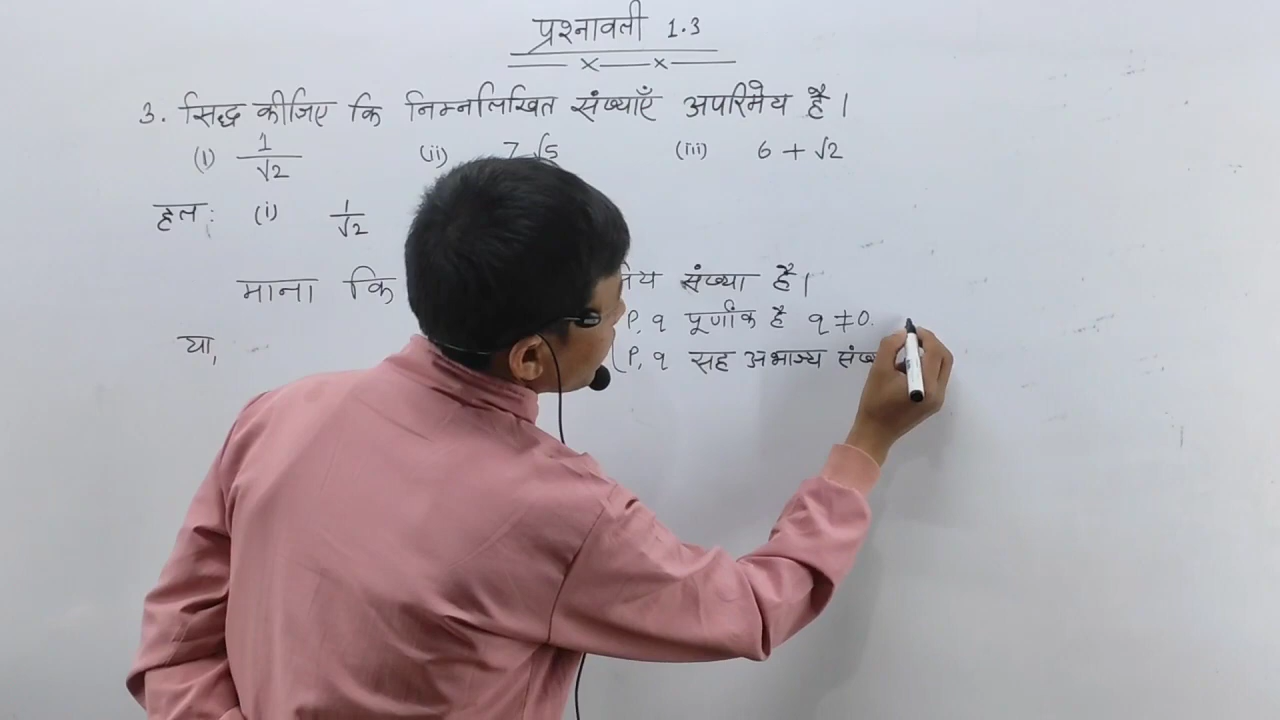 प्रश्नावली 1.3
3. सिद्ध कीजिए कि निम्नलिखित संख्याएँ अपरिमेय है।
(i) 1/√2 (ii) 7√5 (iii) 6 + √2
हल: (i) 1/√2
माना कि संख्या है।
P, q पूर्णांक है q ≠ 0.
या, (P, q सह अभाज्य